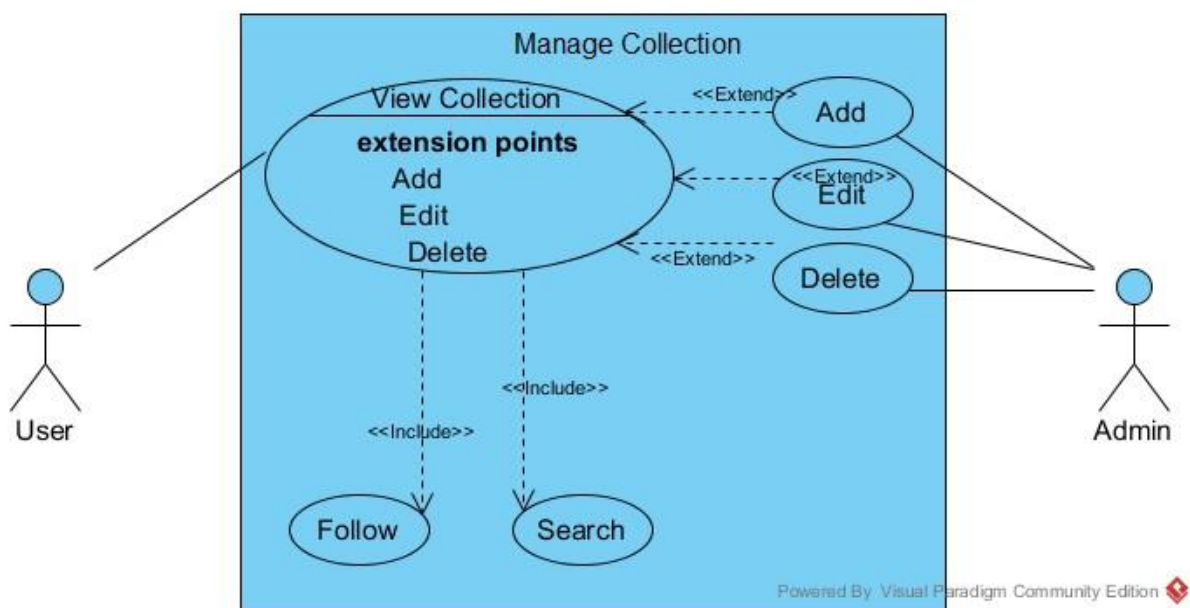 Manage Collection
View Collection
<<Extend>>
Add
extension points
Add
<<Extend>>
Edit
Edit
Delete
<<Extend>>
Delete
<<Include>>
<<Include>>
User
Admin
Follow
Search
Powered By Visual Paradigm Community Edition